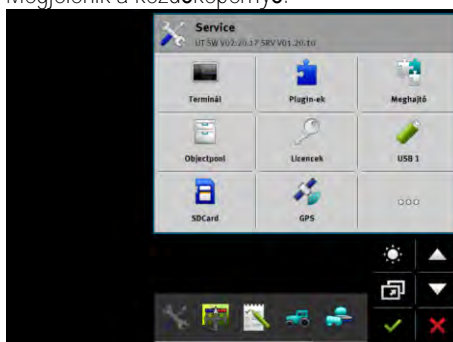 Megjelenik a kezdőképernyő.
Service
UT SW V02.20.17 SRV V01.20.10
Terminál
Plugin-ek
Meghajtó
Objectpool
Licencek
USB 1
SDCard
GPS
ooo